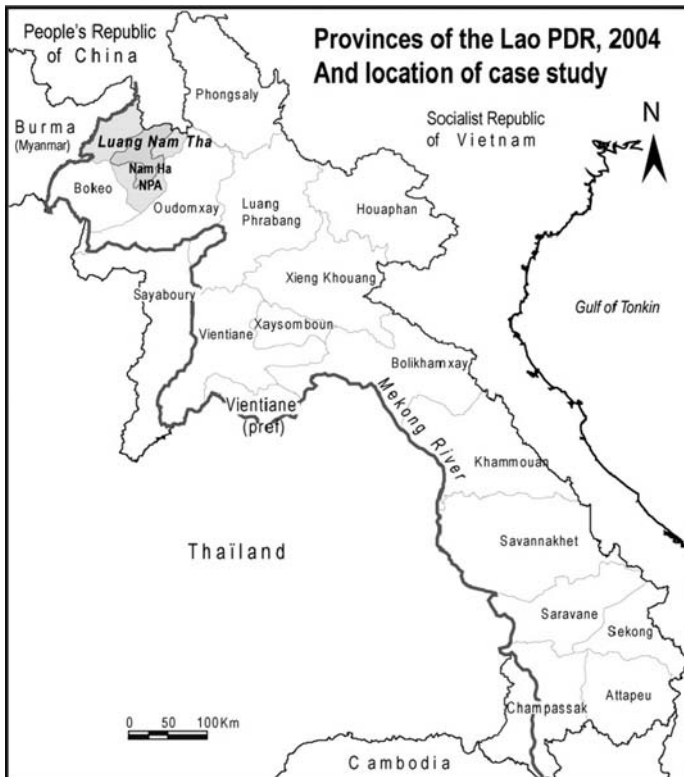 Provinces of the Lao PDR, 2004
And location of case study
People's Republic
of China
Phongsaly
Socialist Republic
of Vietnam
N
Burma
(Myanmar)
Luang Nam Tha
Nam Ha
NPA
Bokeo
Oudomxay
Luang
Phrabang
Houaphan
Xieng Khouang
Sayaboury
Gulf of Tonkin
Vientiane
Xaysomboun
Bolikhamxay
Vientiane
(pref)
Mekong River
Khammouan
Thaïland
Savannakhet
Saravane
Sekong
Champassak
Attapeu
0 50 100 Km
Cambodia